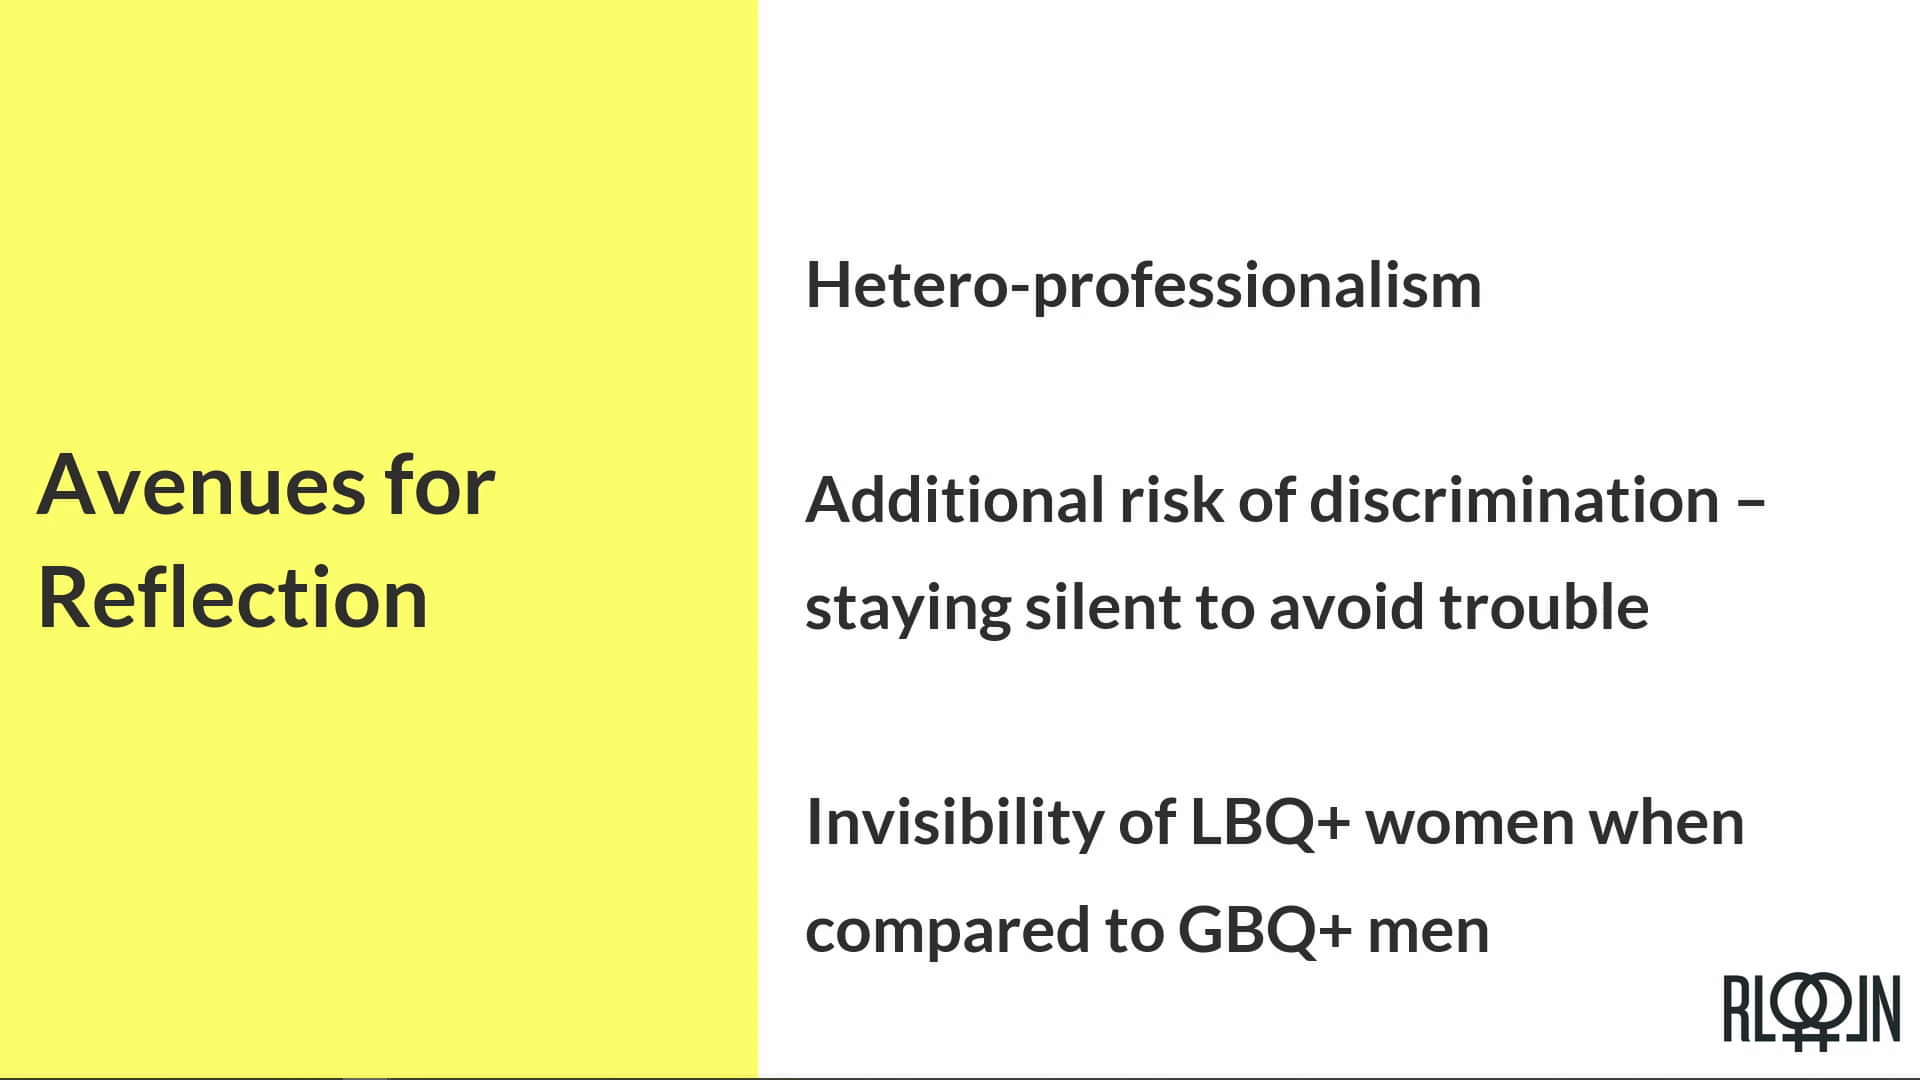 Avenues for
Reflection
Hetero-professionalism
Additional risk of discrimination –
staying silent to avoid trouble
Invisibility of LBQ+ women when
compared to GBQ+ men